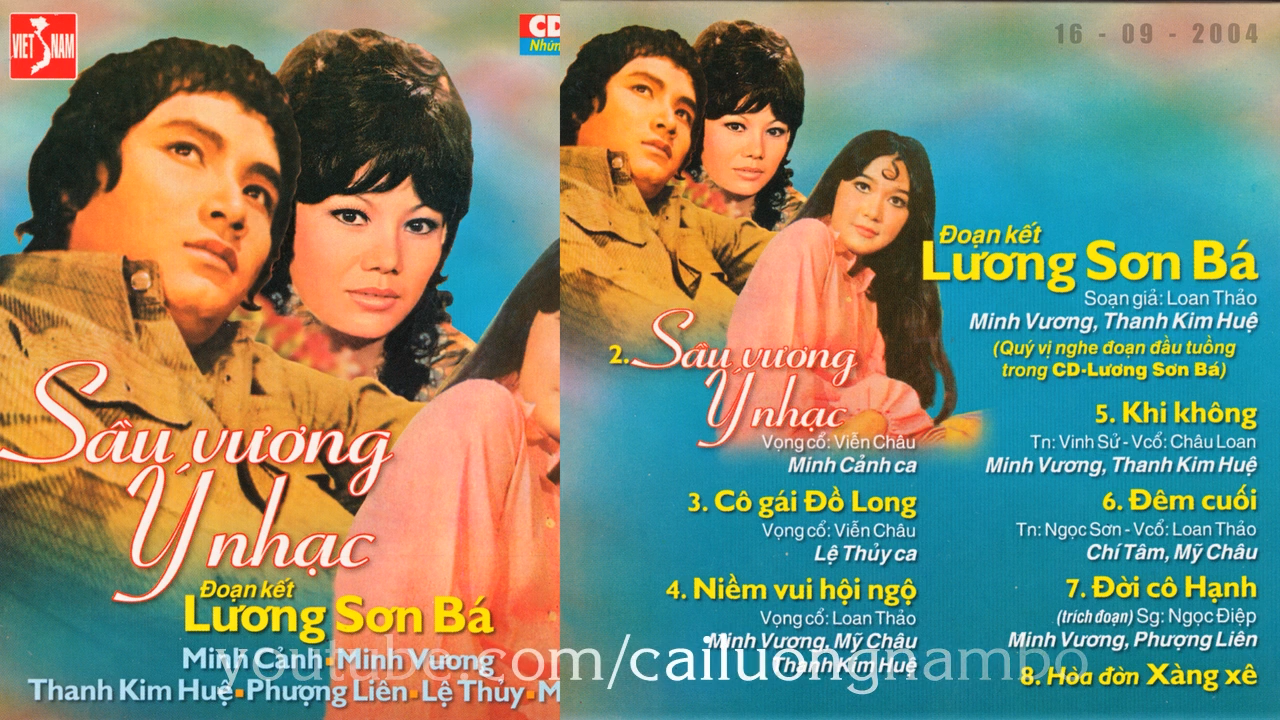 VIỆT NAM
CD
Nhữn
Sầu vương
Ý nhạc
Đoạn kết
Lương Sơn Bá
Minh Cảnh ▪ Minh Vương
Thanh Kim Huệ ▪ Phượng Liên ▪ Lệ Thủy ▪ M
16 - 09 - 2004
Đoạn kết
Lương Sơn Bá
Soạn giả: Loan Thảo
Minh Vương, Thanh Kim Huệ
(Quý vị nghe đoạn đầu tuồng
trong CD-Lương Sơn Bá)
2. Sầu vương
Ý nhạc
Vọng cổ: Viễn Châu
Minh Cảnh ca
3. Cô gái Đồ Long
Vọng cổ: Viễn Châu
Lệ Thủy ca
4. Niềm vui hội ngộ
Vọng cổ: Loan Thảo
Minh Vương, Mỹ Châu
Thanh Kim Huệ
5. Khi không
Tn: Vinh Sử - Vcổ: Châu Loan
Minh Vương, Thanh Kim Huệ
6. Đêm cuối
Tn: Ngọc Sơn - Vcổ: Loan Thảo
Chí Tâm, Mỹ Châu
7. Đời cô Hạnh
(trích đoạn) Sg: Ngọc Điệp
Minh Vương, Phượng Liên
8. Hòa đờn Xàng xê
youtube.com/cailuongnambo